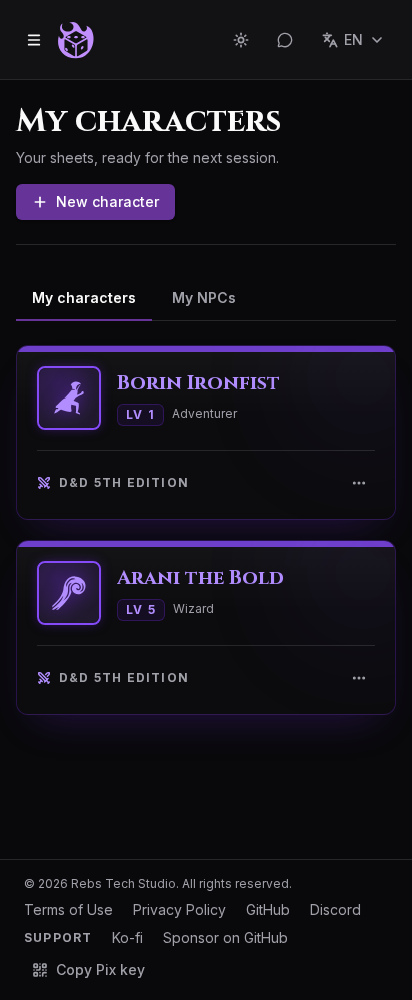 EN
My characters
Your sheets, ready for the next session.
+ New character
My characters
My NPCs
Borin Ironfist
LV 1
Adventurer
D&D 5TH EDITION
Arani the Bold
LV 5
Wizard
D&D 5TH EDITION
© 2026 Rebs Tech Studio. All rights reserved.
Terms of Use Privacy Policy GitHub Discord
SUPPORT Ko-fi Sponsor on GitHub
Copy Pix key